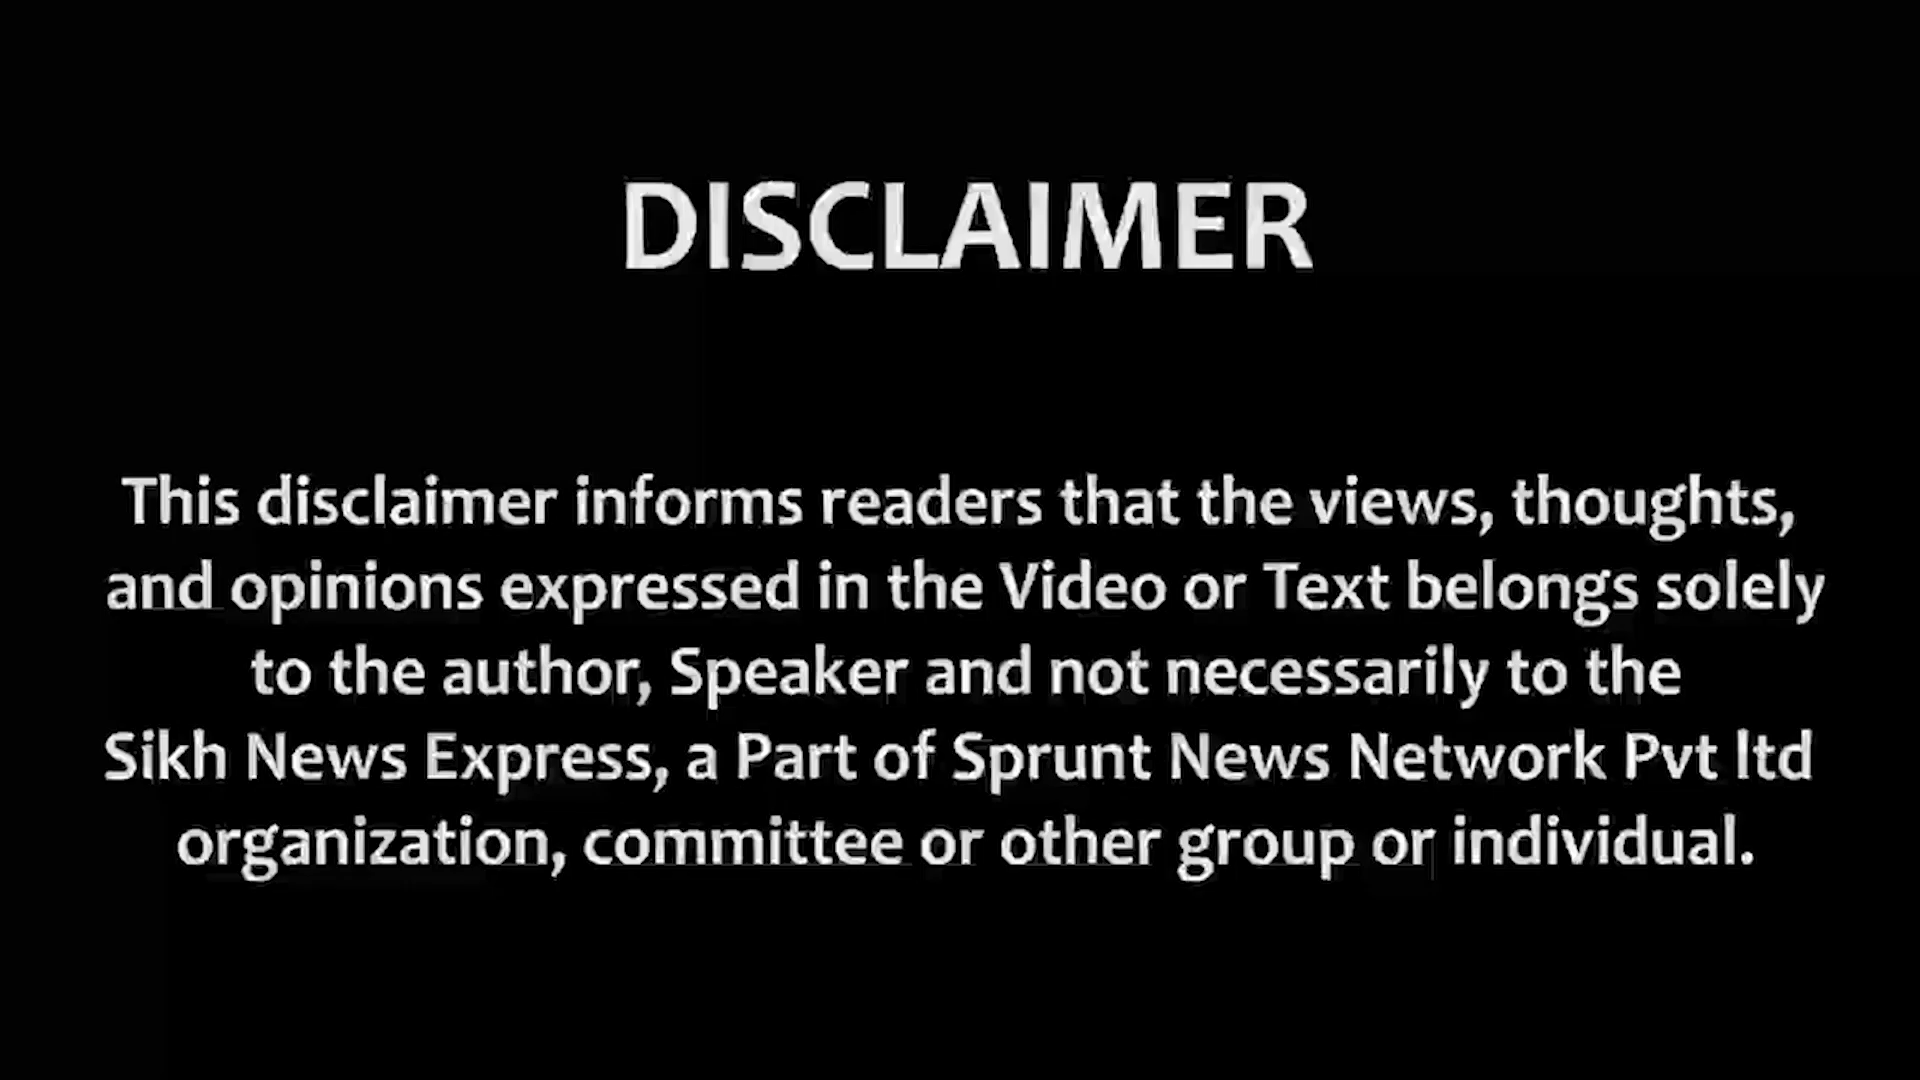 DISCLAIMER
This disclaimer informs readers that the views, thoughts,
and opinions expressed in the Video or Text belongs solely
to the author, Speaker and not necessarily to the
Sikh News Express, a Part of Sprunt News Network Pvt ltd
organization, committee or other group or individual.